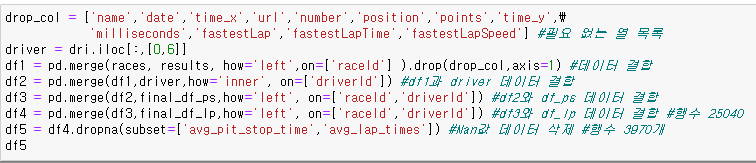 drop_col = ['name','date','time_x','url','number','position','points','time_y',\
'milliseconds','fastestLap','fastestLapTime','fastestLapSpeed'] #필요 없는 열 목록
driver = dri.iloc[:,[0,6]]
df1 = pd.merge(races, results, how='left',on=['raceId'] ).drop(drop_col,axis=1) #데이터 결합
df2 = pd.merge(df1,driver,how='inner', on=['driverId']) #df1과 driver 데이터 결합
df3 = pd.merge(df2,final_df_ps,how='left', on=['raceId','driverId']) #df2와 df_ps 데이터 결합
df4 = pd.merge(df3,final_df_lp,how='left', on=['raceId','driverId']) #df3와 df_lp 데이터 결합 #행수 25040
df5 = df4.dropna(subset=['avg_pit_stop_time','avg_lap_times']) #Nan값 데이터 삭제 #행수 3970개
df5